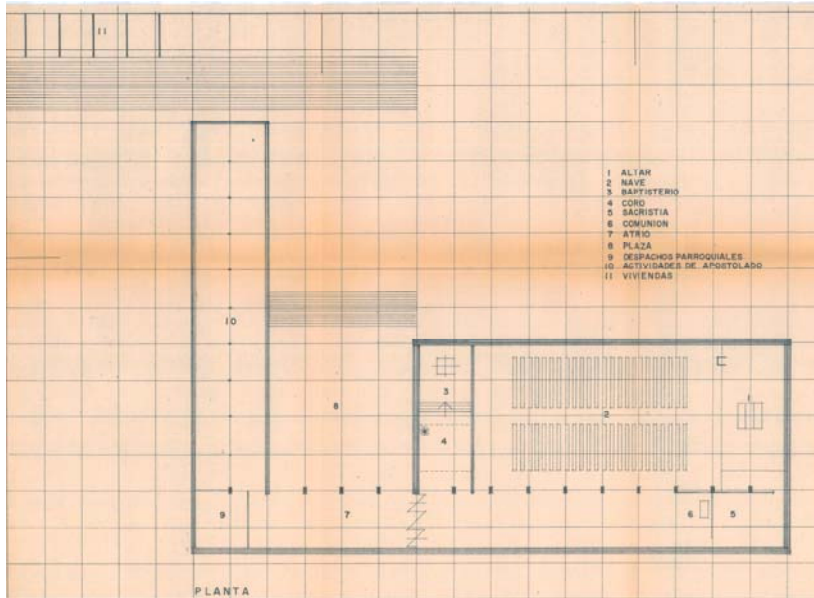 11
1 ALTAR
2 NAVE
3 BAPTISTERIO
4 CORO
5 SACRISTIA
6 COMUNION
7 ATRIO
8 PLAZA
9 DESPACHOS PARROQUIALES
10 ACTIVIDADES DE APOSTOLADO
11 VIVIENDAS
10
8
3
4
2
1
9
7
6
5
PLANTA